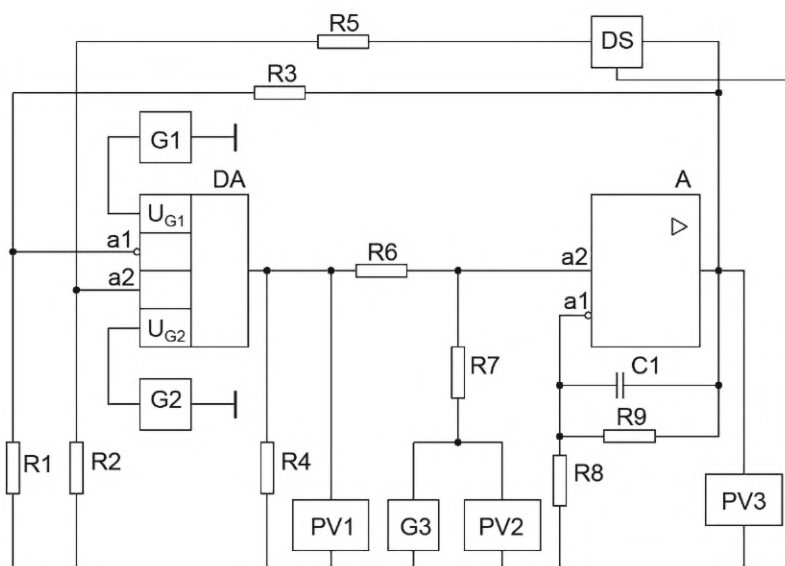 R5
DS
R3
G1
DA
A
UG1
a1
R6
a2
a2
a1
UG2
R7
C1
G2
R9
R1
R2
R4
R8
PV1
G3
PV2
PV3